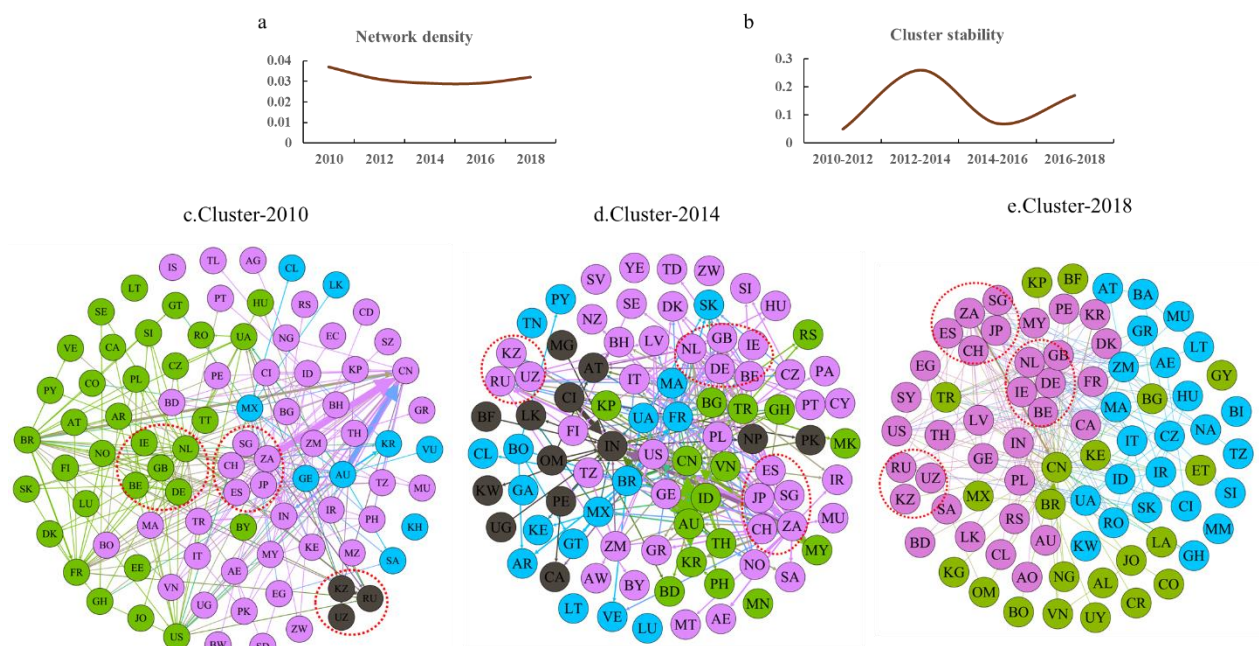 a
Network density
0.04
0.03
0.02
0.01
0
2010 2012 2014 2016 2018
b
Cluster stability
0.3
0.2
0.1
0
2010-2012 2012-2014 2014-2016 2016-2018
c.Cluster-2010
IS TL AG CL
LT GT PT HU RS LK
SE SI RO UA NG EC CD
VE CA CZ PE CI ID KP SZ CN
PY CO PL BD MX BG BH GR
AR TT
BR AT NO IE NL SG ZA ZM TH KR VU
FI BE GB DE CH ES JP GE AU
SK LU BY IN IR TZ MU
DK MA TR KE PH KH
FR BO EE IT MY MZ SA
VN AE KZ RU
GH JO UG PK EG UZ
US BW SD ZW
d.Cluster-2014
SV YE TD ZW
PY SE DK SK SI HU
TN NZ BH LV NL GB IE RS
KZ MG AT IT DE BE CZ PA
RU UZ CI KP MA BG TR GH PT CY
BF LK FI UA FR PL NP PK MK
CL BO OM IN US CN VN ES
KW GA PE TZ BR GE ID JP SG IR
UG KE MX AU CH ZA MU
AR GT ZM GR TH NO MY
CA AW BY KR PH SA
LT VE LU BD MT AE MN
e.Cluster-2018
KP BF AT BA
ZA SG MY PE KR GR MU
ES JP CH NL GB DK ZM AE LT
EG IE DE BE FR MA BG HU GY
SY TR CA IT CZ BI
US TH LV IN KE ID IR NA ET
RU UZ KZ GE PL CN UA SK CI TZ BO
SA MX BR RO SI
BD LK RS AU KW LA GH MM
KG CL AO NG AL JO CO
OM BO VN UY CR